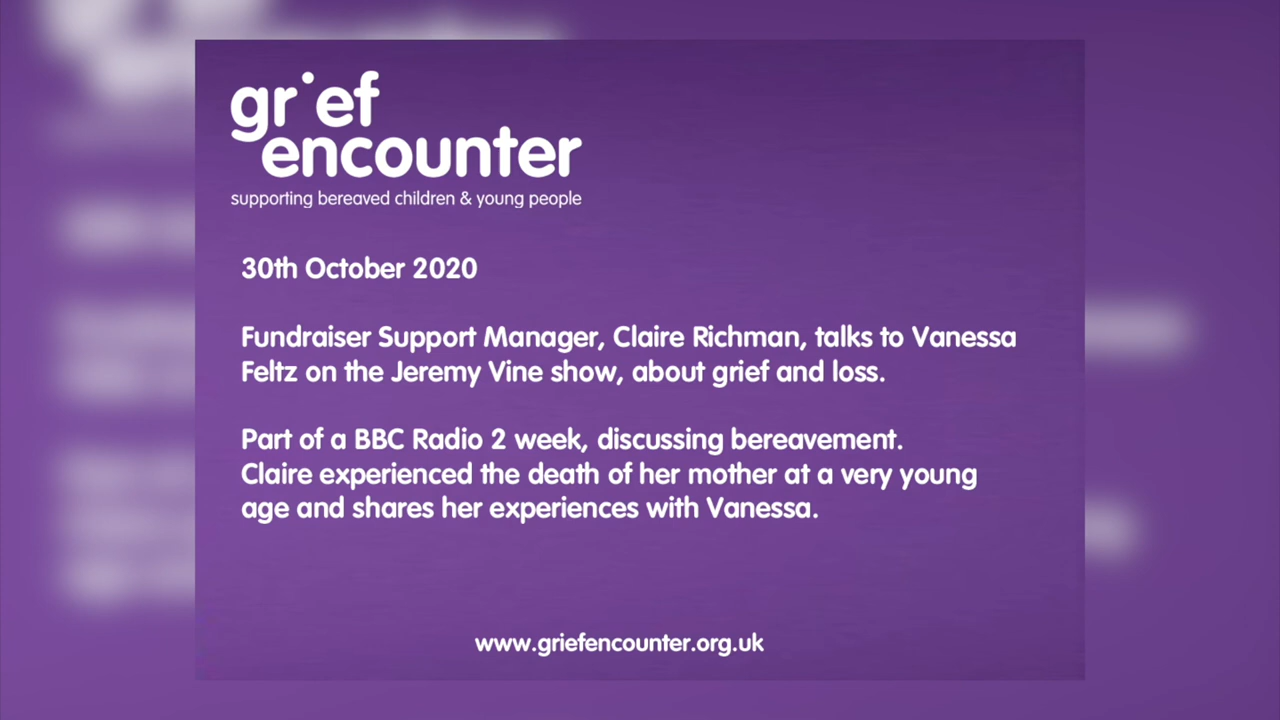 grief
encounter
supporting bereaved children & young people
30th October 2020
Fundraiser Support Manager, Claire Richman, talks to Vanessa
Feltz on the Jeremy Vine show, about grief and loss.
Part of a BBC Radio 2 week, discussing bereavement.
Claire experienced the death of her mother at a very young
age and shares her experiences with Vanessa.
www.griefencounter.org.uk